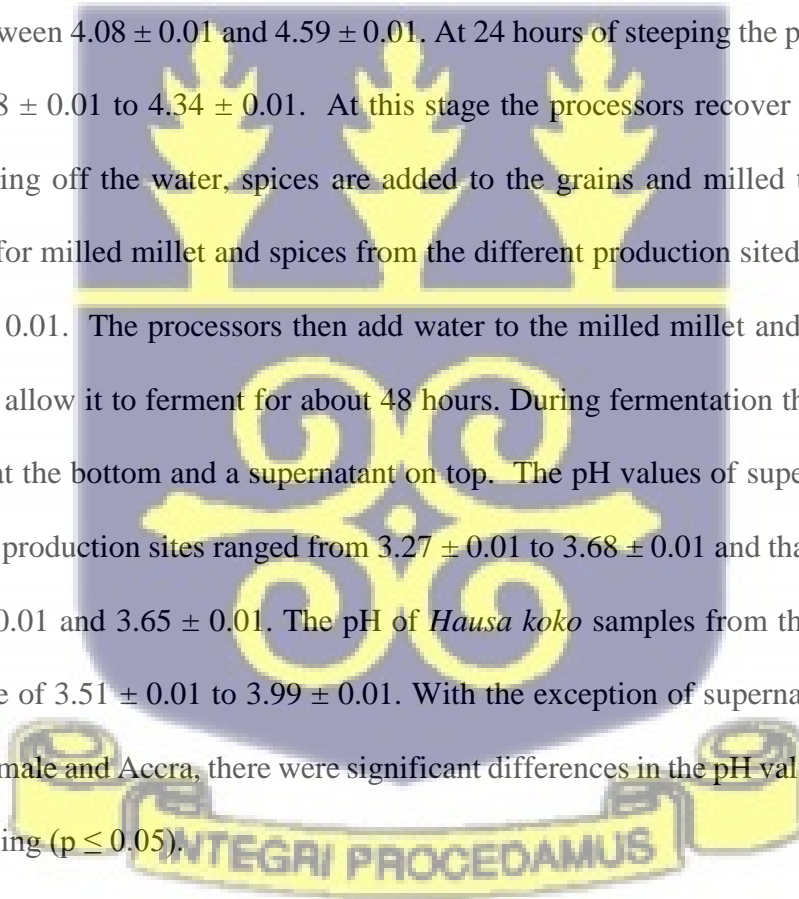 ween 4.08 ± 0.01 and 4.59 ± 0.01. At 24 hours of steeping the p
8 ± 0.01 to 4.34 ± 0.01. At this stage the processors recover
ing off the water, spices are added to the grains and milled t
for milled millet and spices from the different production sited
0.01. The processors then add water to the milled millet and
allow it to ferment for about 48 hours. During fermentation th
at the bottom and a supernatant on top. The pH values of supe
production sites ranged from 3.27 ± 0.01 to 3.68 ± 0.01 and tha
0.01 and 3.65 ± 0.01. The pH of Hausa koko samples from th
e of 3.51 ± 0.01 to 3.99 ± 0.01. With the exception of superna
male and Accra, there were significant differences in the pH val
ing (p ≤ 0.05).
INTEGRI PROCEDAMUS